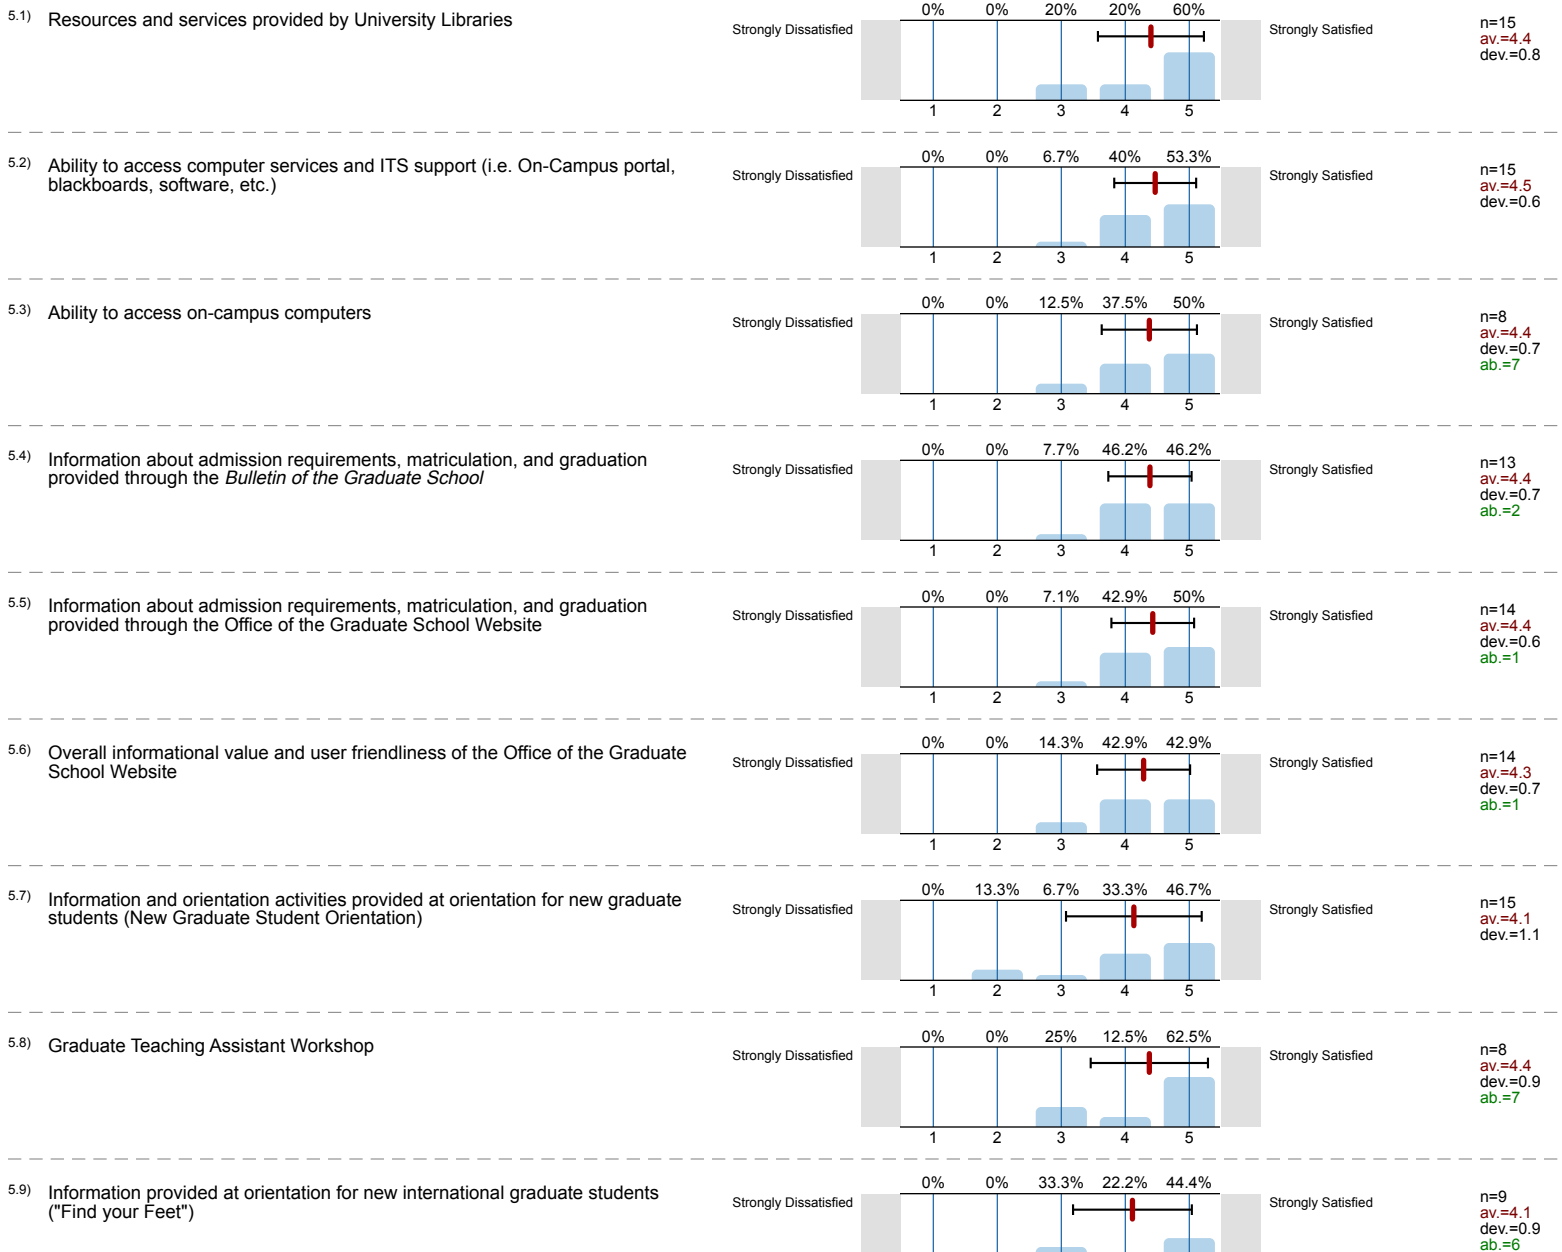 5.1) Resources and services provided by University Libraries
Strongly Dissatisfied
0% 0% 20% 20% 60%
1 2 3 4 5
Strongly Satisfied
n=15
av.=4.4
dev.=0.8
5.2) Ability to access computer services and ITS support (i.e. On-Campus portal,
blackboards, software, etc.)
Strongly Dissatisfied
0% 0% 6.7% 40% 53.3%
1 2 3 4 5
Strongly Satisfied
n=15
av.=4.5
dev.=0.6
5.3) Ability to access on-campus computers
Strongly Dissatisfied
0% 0% 12.5% 37.5% 50%
1 2 3 4 5
Strongly Satisfied
n=8
av.=4.4
dev.=0.7
ab.=7
5.4) Information about admission requirements, matriculation, and graduation
provided through the Bulletin of the Graduate School
Strongly Dissatisfied
0% 0% 7.7% 46.2% 46.2%
1 2 3 4 5
Strongly Satisfied
n=13
av.=4.4
dev.=0.7
ab.=2
5.5) Information about admission requirements, matriculation, and graduation
provided through the Office of the Graduate School Website
Strongly Dissatisfied
0% 0% 7.1% 42.9% 50%
1 2 3 4 5
Strongly Satisfied
n=14
av.=4.4
dev.=0.6
ab.=1
5.6) Overall informational value and user friendliness of the Office of the Graduate
School Website
Strongly Dissatisfied
0% 0% 14.3% 42.9% 42.9%
1 2 3 4 5
Strongly Satisfied
n=14
av.=4.3
dev.=0.7
ab.=1
5.7) Information and orientation activities provided at orientation for new graduate
students (New Graduate Student Orientation)
Strongly Dissatisfied
0% 13.3% 6.7% 33.3% 46.7%
1 2 3 4 5
Strongly Satisfied
n=15
av.=4.1
dev.=1.1
5.8) Graduate Teaching Assistant Workshop
Strongly Dissatisfied
0% 0% 25% 12.5% 62.5%
1 2 3 4 5
Strongly Satisfied
n=8
av.=4.4
dev.=0.9
ab.=7
5.9) Information provided at orientation for new international graduate students
("Find your Feet")
Strongly Dissatisfied
0% 0% 33.3% 22.2% 44.4%
Strongly Satisfied
n=9
av.=4.1
dev.=0.9
ab.=6